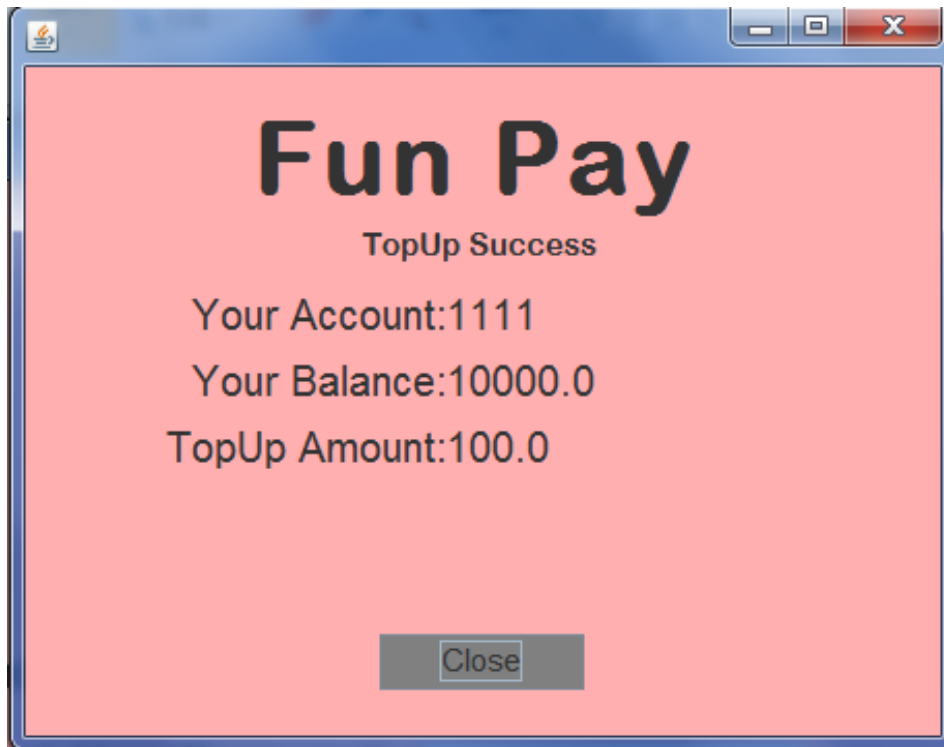 Fun Pay
TopUp Success
Your Account:1111
Your Balance:10000.0
TopUp Amount:100.0
Close